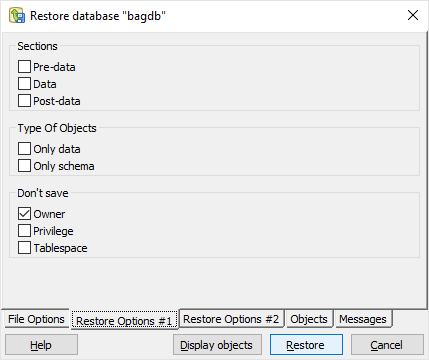 Restore database "bagdb"
Sections
Pre-data
Data
Post-data
Type Of Objects
Only data
Only schema
Don't save
Owner
Privilege
Tablespace
File Options Restore Options #1 Restore Options #2 Objects Messages
Help Display objects Restore Cancel